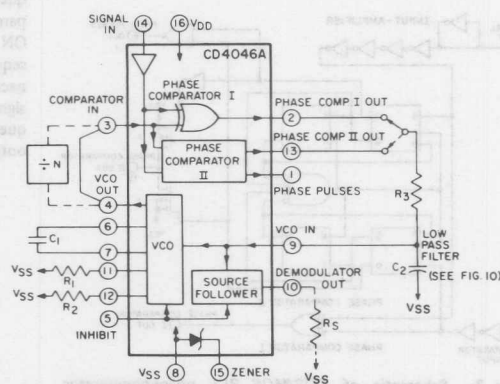 SIGNAL IN
14
16 VDD
CD4046A
PHASE COMPARATOR I
COMPARATOR IN
3
2
PHASE COMP. I OUT
13
PHASE COMP. II OUT
PHASE COMPARATOR II
1
PHASE PULSES
÷N
VCO OUT
4
R3
6
C1
7
VCO
VCO IN
9
LOW PASS FILTER
(SEE FIG. 10)
C2
VSS
VSS
R1
11
VSS
R2
12
SOURCE FOLLOWER
DEMODULATOR OUT
10
RS
5
INHIBIT
VSS
8
15 ZENER
VSS
INPUT-AMPLIFIER